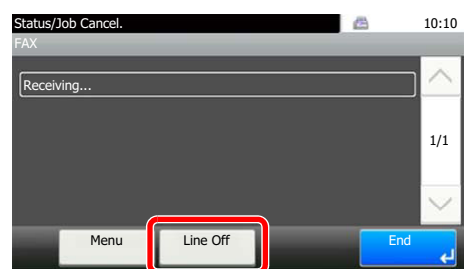 Status/Job Cancel.
10:10
FAX
Receiving...
1/1
Menu
Line Off
End